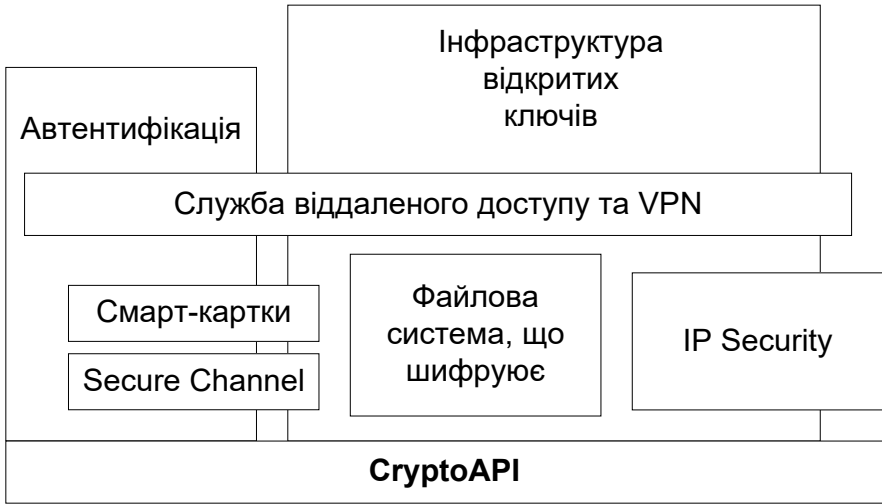 Інфраструктура
відкритих
ключів
Автентифікація
Служба віддаленого доступу та VPN
Смарт-картки
Secure Channel
Файлова
система, що
шифруює
IP Security
CryptoAPI